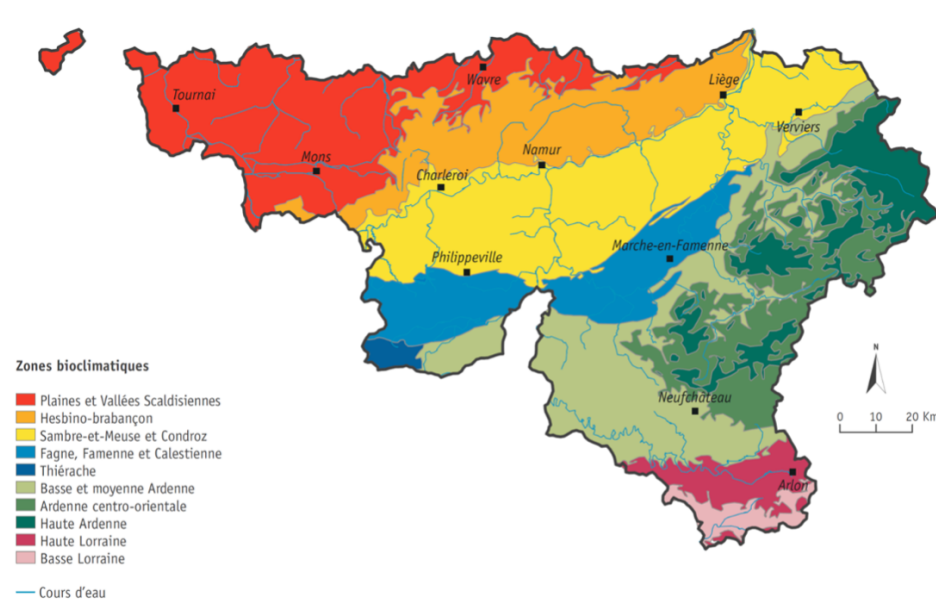 Tournai
Wavre
Liège
Verviers
Mons
Namur
Charleroi
Marche-en-Famenne
Philippeville
Neufchâteau
Arlon
N
0 10 20 Km
Zones bioclimatiques
Plaines et Vallées Scaldisiennes
Hesbino-brabançon
Sambre-et-Meuse et Condroz
Fagne, Famenne et Calestienne
Thiérache
Basse et moyenne Ardenne
Ardenne centro-orientale
Haute Ardenne
Haute Lorraine
Basse Lorraine
Cours d'eau